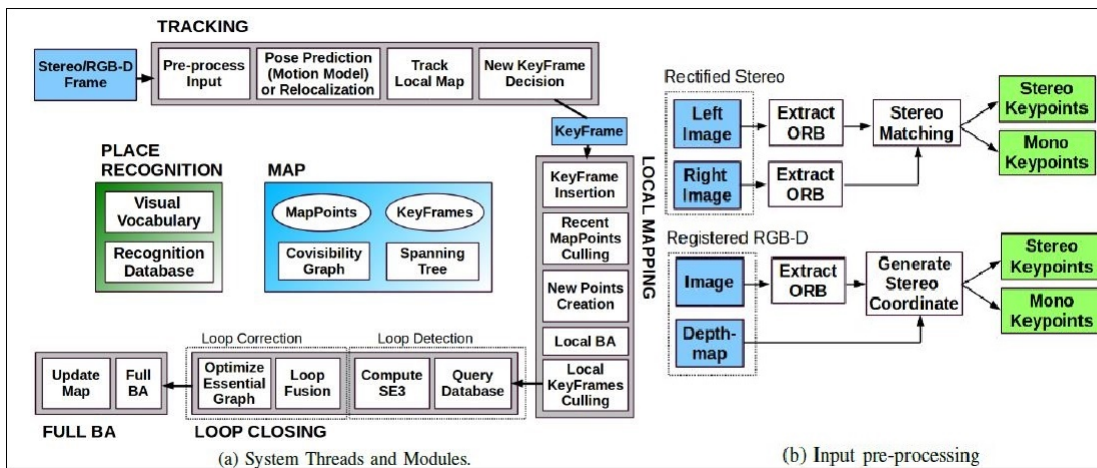 TRACKING
Stereo/RGB-D
Frame
Pre-process
Input
Pose Prediction
(Motion Model)
or Relocalization
Track
Local Map
New KeyFrame
Decision
KeyFrame
PLACE
RECOGNITION
Visual
Vocabulary
Recognition
Database
MAP
MapPoints
KeyFrames
Covisibility
Graph
Spanning
Tree
LOCAL MAPPING
KeyFrame
Insertion
Recent
MapPoints
Culling
New Points
Creation
Local BA
Local
KeyFrames
Culling
Loop Correction
Loop Detection
Optimize
Essential
Graph
Loop
Fusion
Compute
SE3
Query
Database
Update
Map
Full
BA
FULL BA
LOOP CLOSING
(a) System Threads and Modules.
Rectified Stereo
Left
Image
Extract
ORB
Stereo
Matching
Stereo
Keypoints
Mono
Keypoints
Right
Image
Extract
ORB
Registered RGB-D
Image
Extract
ORB
Generate
Stereo
Coordinate
Stereo
Keypoints
Mono
Keypoints
Depth-
map
(b) Input pre-processing